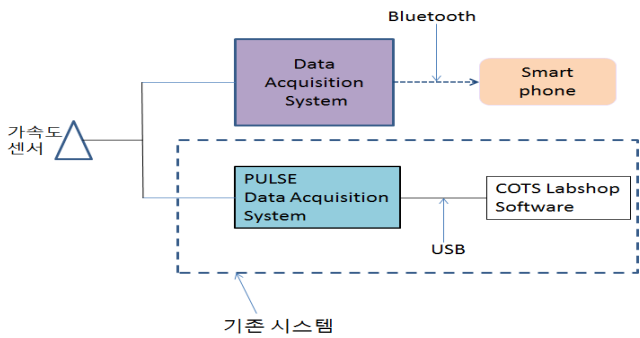 Bluetooth
Data
Acquisition
System
Smart
phone
가속도
센서
PULSE
Data Acquisition
System
COTS Labshop
Software
USB
기존 시스템